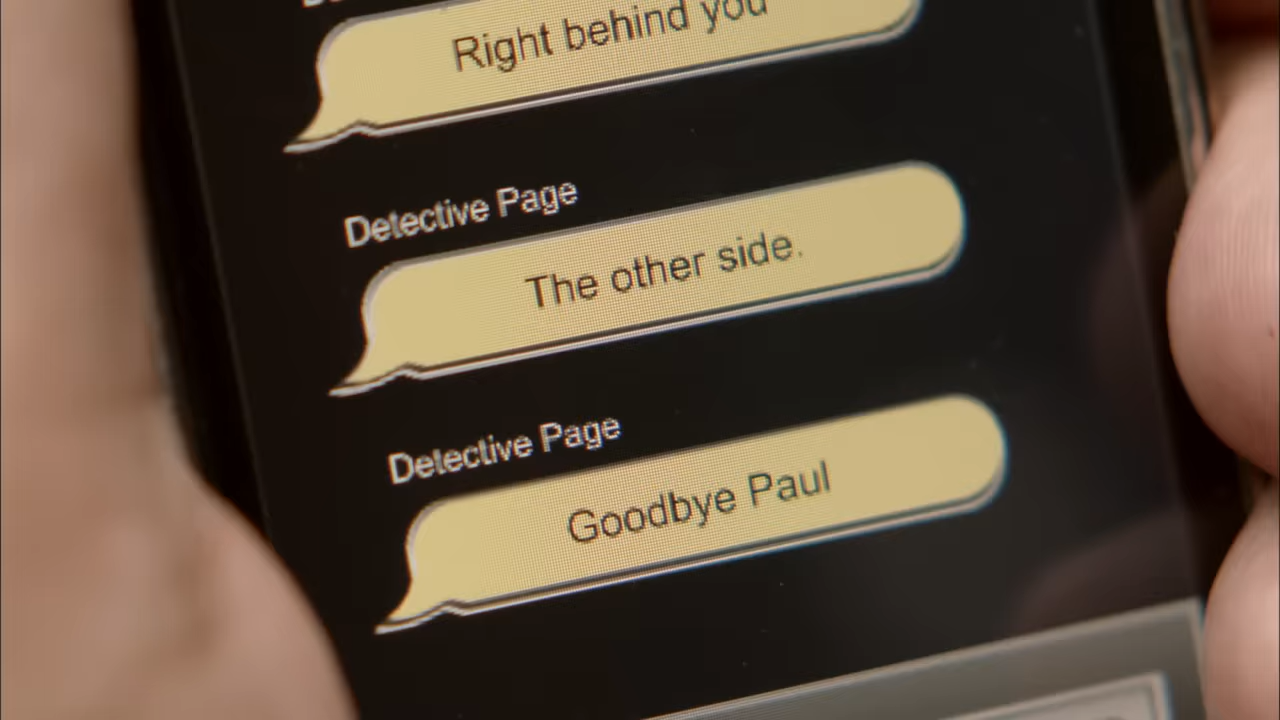 Right behind you
Detective Page
The other side.
Detective Page
Goodbye Paul